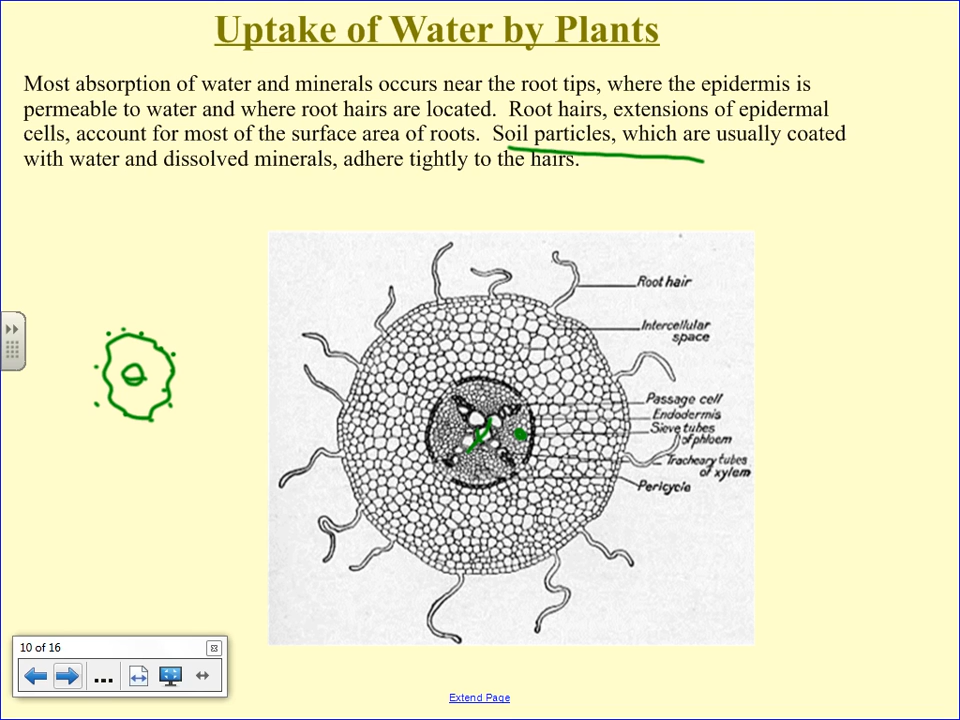 Uptake of Water by Plants
Most absorption of water and minerals occurs near the root tips, where the epidermis is
permeable to water and where root hairs are located.  Root hairs, extensions of epidermal
cells, account for most of the surface area of roots.  Soil particles, which are usually coated
with water and dissolved minerals, adhere tightly to the hairs.
Root hair
Intercellular
space
Passage cell
Endodermis
Sieve tubes
of phloem
Tracheary tubes
of xylem
Pericycle
10 of 16
Extend Page